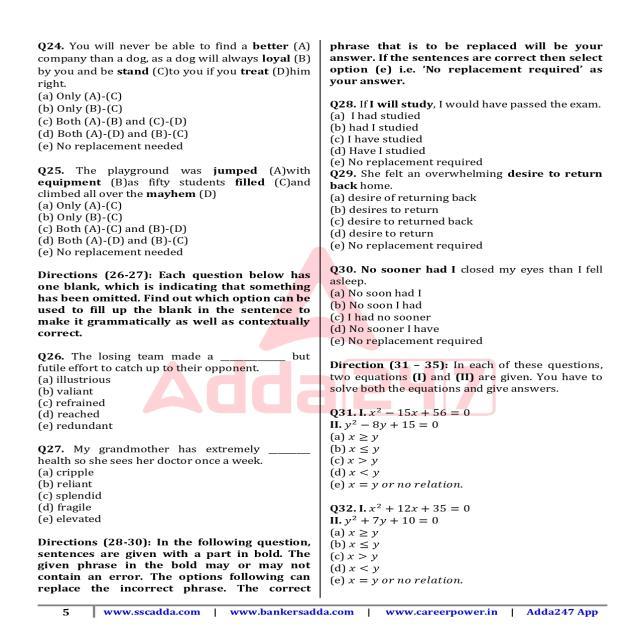 Q24. You will never be able to find a better (A)
company than a dog, as a dog will always loyal (B)
by you and be stand (C)to you if you treat (D)him
right.
(a) Only (A)-(C)
(b) Only (B)-(C)
(c) Both (A)-(B) and (C)-(D)
(d) Both (A)-(D) and (B)-(C)
(e) No replacement needed
Q25. The playground was jumped (A)with
equipment (B)as fifty students filled (C)and
climbed all over the mayhem (D)
(a) Only (A)-(C)
(b) Only (B)-(C)
(c) Both (A)-(C) and (B)-(D)
(d) Both (A)-(D) and (B)-(C)
(e) No replacement needed
Directions (26-27): Each question below has
one blank, which is indicating that something
has been omitted. Find out which option can be
used to fill up the blank in the sentence to
make it grammatically as well as contextually
correct.
Q26. The losing team made a ______________ but
futile effort to catch up to their opponent.
(a) illustrious
(b) valiant
(c) refrained
(d) reached
(e) redundant
Q27. My grandmother has extremely _________
health so she sees her doctor once a week.
(a) cripple
(b) reliant
(c) splendid
(d) fragile
(e) elevated
Directions (28-30): In the following question,
sentences are given with a part in bold. The
given phrase in the bold may or may not
contain an error. The options following can
replace the incorrect phrase. The correct
phrase that is to be replaced will be your
answer. If the sentences are correct then select
option (e) i.e. 'No replacement required' as
your answer.
Q28. If I will study, I would have passed the exam.
(a) I had studied
(b) had I studied
(c) I have studied
(d) Have I studied
(e) No replacement required
Q29. She felt an overwhelming desire to return
back home.
(a) desire of returning back
(b) desires to return
(c) desire to returned back
(d) desire to return
(e) No replacement required
Q30. No sooner had I closed my eyes than I fell
asleep.
(a) No soon had I
(b) No soon I had
(c) I had no sooner
(d) No sooner I have
(e) No replacement required
Direction (31 – 35): In each of these questions,
two equations (I) and (II) are given. You have to
solve both the equations and give answers.
Q31. I. x² − 15x + 56 = 0
II. y² − 8y + 15 = 0
(a) x ≥ y
(b) x ≤ y
(c) x > y
(d) x < y
(e) x = y or no relation.
Q32. I. x² + 12x + 35 = 0
II. y² + 7y + 10 = 0
(a) x ≥ y
(b) x ≤ y
(c) x > y
(d) x < y
(e) x = y or no relation.
Adda247
5 | www.sscadda.com | www.bankersadda.com | www.careerpower.in | Adda247 App